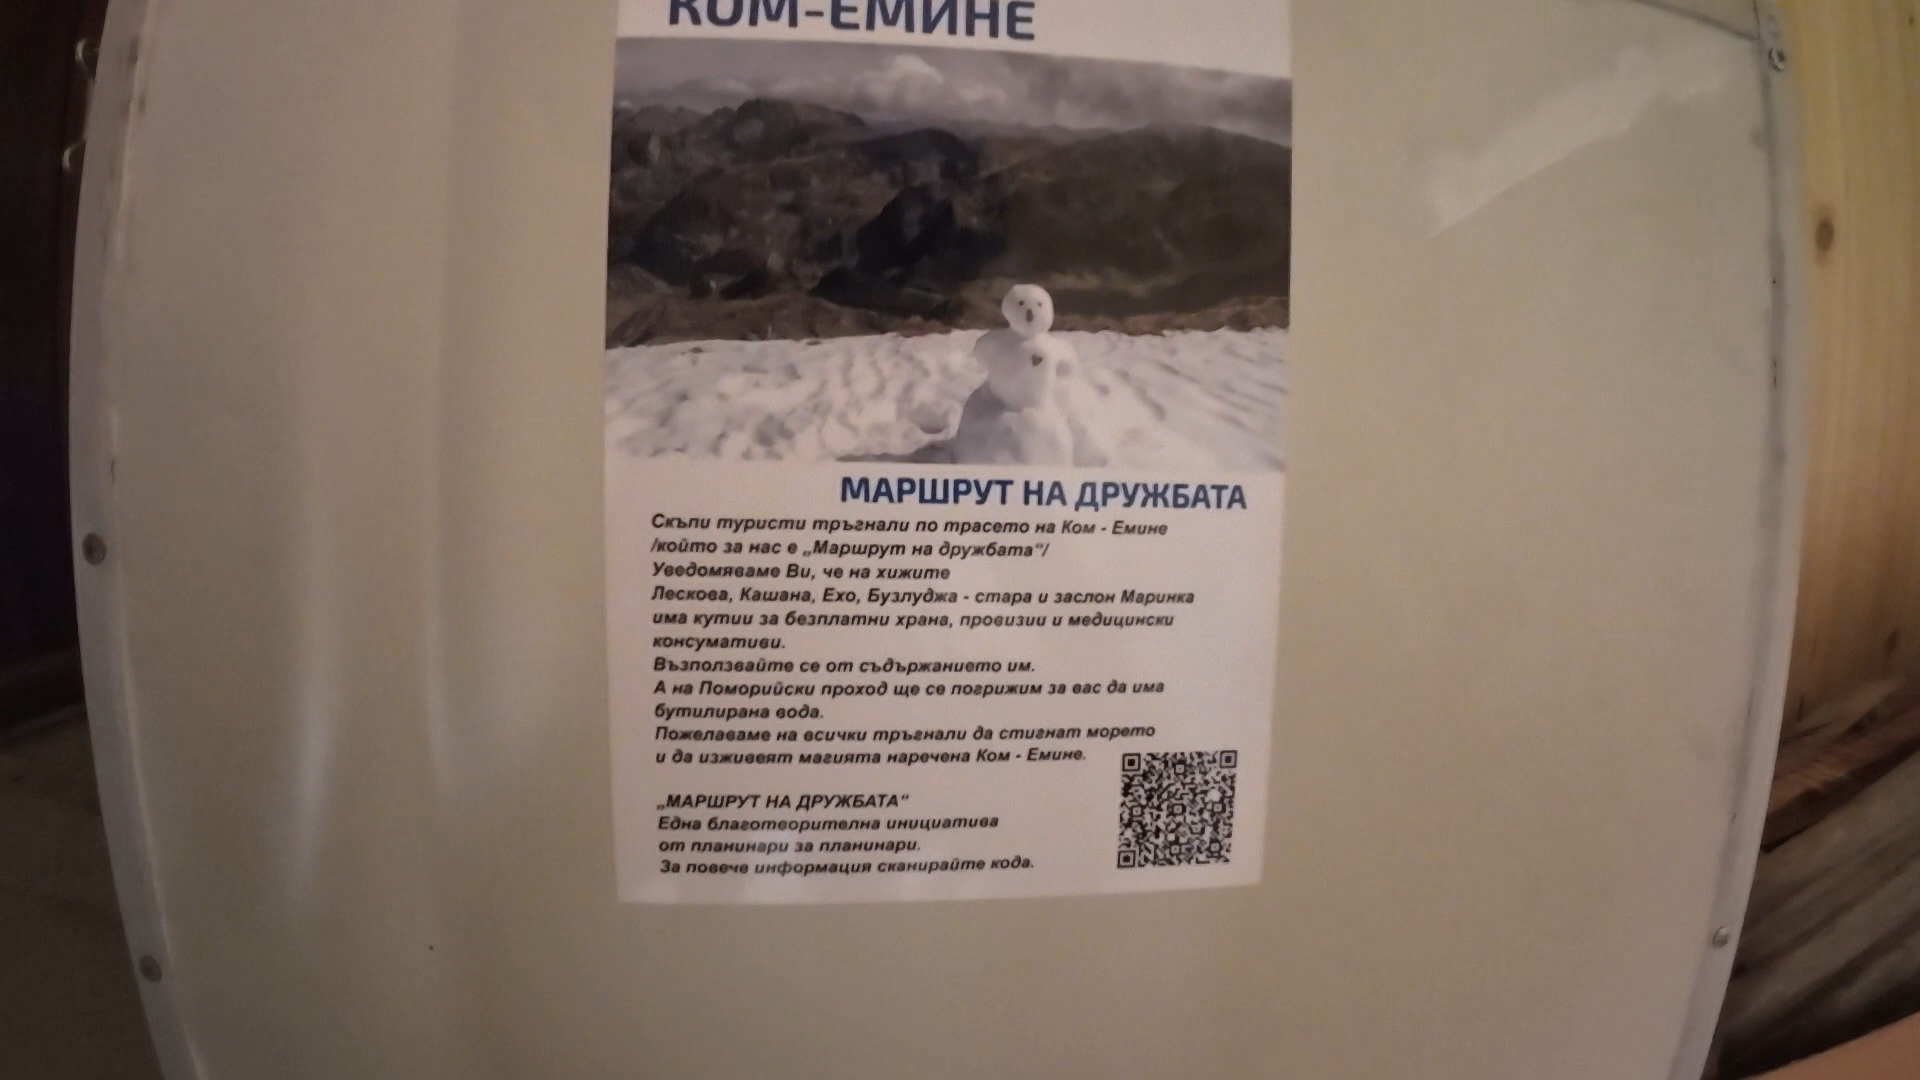 КОМ-ЕМИНЕ
МАРШРУТ НА ДРУЖБАТА
Скъпи туристи тръгнали по трасето на Ком - Емине
/който за нас е „Маршрут на дружбата“/
Уведомяваме Ви, че на хижите
Лескова, Кашана, Ехо, Бузлуджа - стара и заслон Маринка
има кутии за безплатни храна, провизии и медицински
консумативи.
Възползвайте се от съдържанието им.
А на Поморийски проход ще се погрижим за вас да има
бутилирана вода.
Пожелаваме на всички тръгнали да стигнат морето
и да изживеят магията наречена Ком - Емине.
„МАРШРУТ НА ДРУЖБАТА“
Една благотворителна инициатива
от планинари за планинари.
За повече информация сканирайте кода.